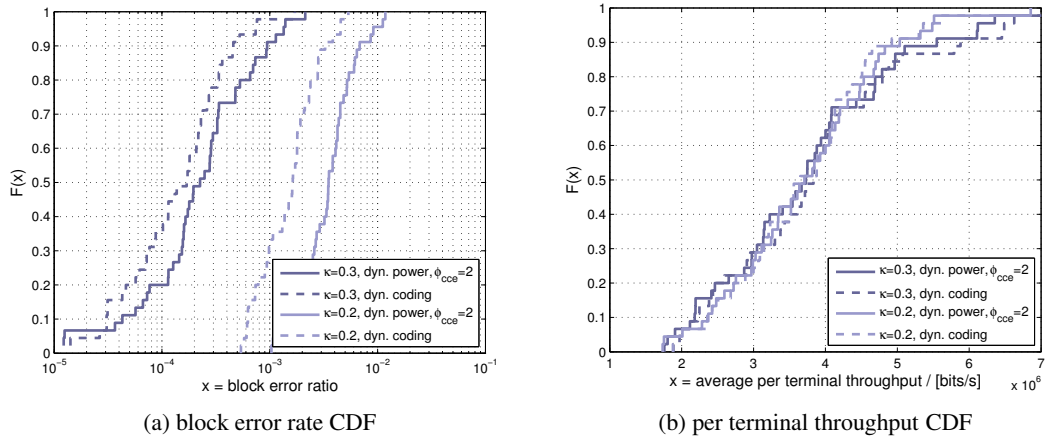 1
0.9
0.8
0.7
0.6
0.5
0.4
0.3
0.2
0.1
0
F(x)
10⁻⁵
10⁻⁴
10⁻³
10⁻²
10⁻¹
x = block error ratio
κ=0.3, dyn. power, ϕcce=2
κ=0.3, dyn. coding
κ=0.2, dyn. power, ϕcce=2
κ=0.2, dyn. coding
(a) block error rate CDF
1
0.9
0.8
0.7
0.6
0.5
0.4
0.3
0.2
0.1
0
F(x)
1
2
3
4
5
6
7
x = average per terminal throughput / [bits/s]
x 10⁶
κ=0.3, dyn. power, ϕcce=2
κ=0.3, dyn. coding
κ=0.2, dyn. power, ϕcce=2
κ=0.2, dyn. coding
(b) per terminal throughput CDF